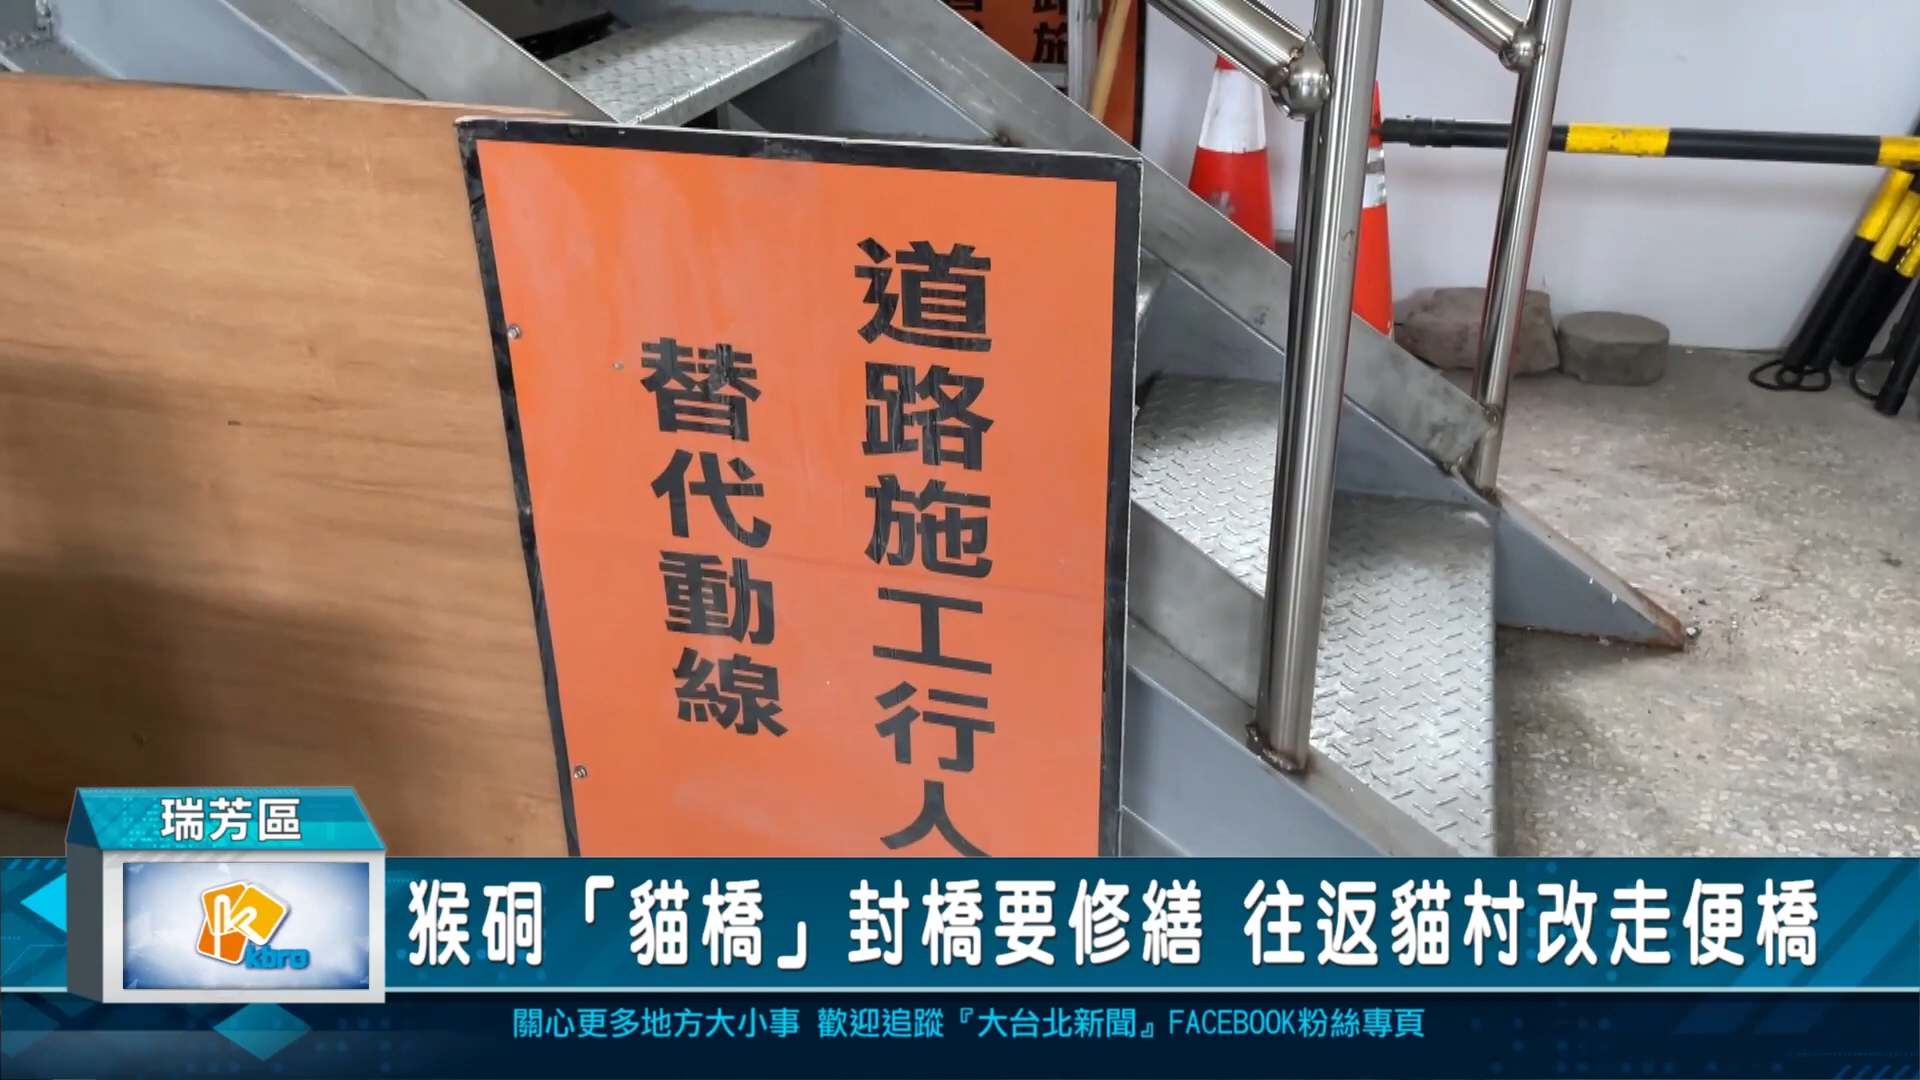 道路施工行人
替代動線
瑞芳區
kbro
猴硐「貓橋」封橋要修繕 往返貓村改走便橋
關心更多地方大小事 歡迎追蹤『大台北新聞』FACEBOOK粉絲專頁